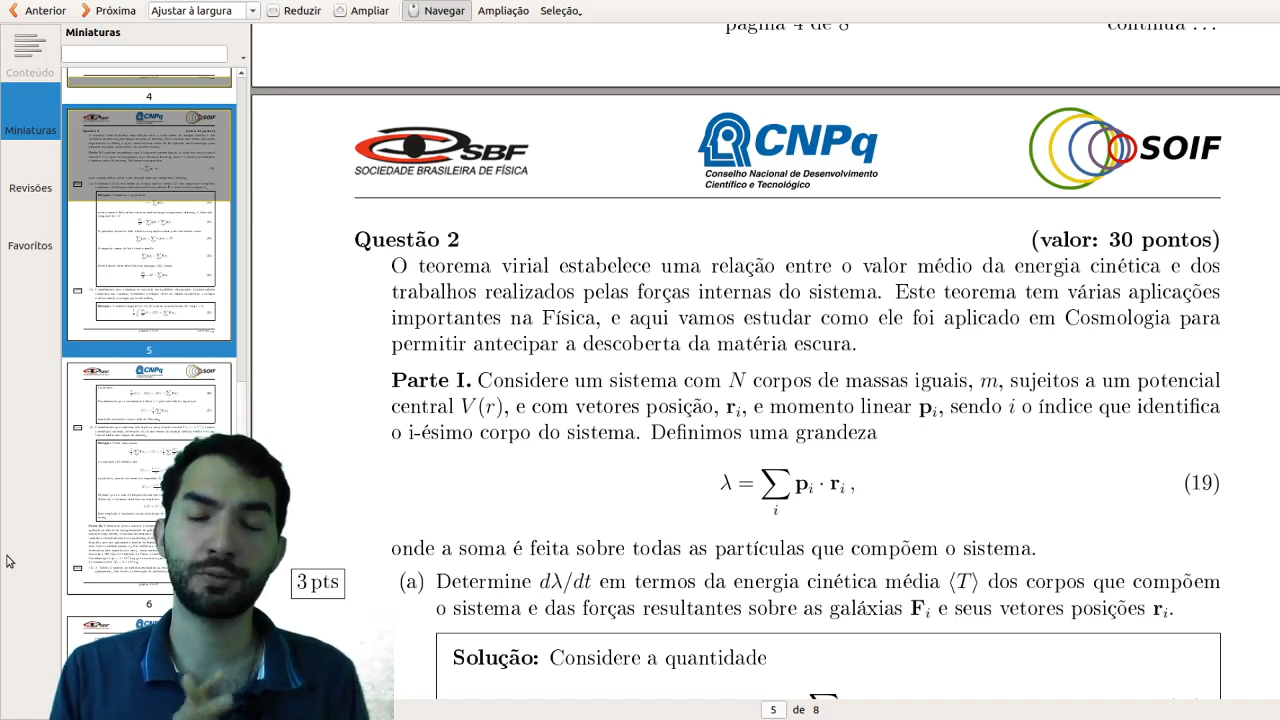 Anterior Próxima Ajustar à largura Reduzir Ampliar Navegar Ampliação Seleção
Conteúdo
Miniaturas
Revisões
Favoritos
Miniaturas
4
5
6
página 4 de 8 continua ...
SBF
SOCIEDADE BRASILEIRA DE FÍSICA
CNPq
Conselho Nacional de Desenvolvimento
Científico e Tecnológico
SOIF
Questão 2 (valor: 30 pontos)
O teorema virial estabelece uma relação entre o valor médio da energia cinética e dos
trabalhos realizados pelas forças internas do sistema. Este teorema tem várias aplicações
importantes na Física, e aqui vamos estudar como ele foi aplicado em Cosmologia para
permitir antecipar a descoberta da matéria escura.
Parte I. Considere um sistema com N corpos de massas iguais, m, sujeitos a um potencial
central V(r), e com vetores posição, rᵢ, e momento linear pᵢ, sendo i o índice que identifica
o i-ésimo corpo do sistema. Definimos uma grandeza
λ = ∑ᵢ pᵢ · rᵢ , (19)
onde a soma é feita sobre todas as partículas que compõem o sistema.
3 pts (a) Determine dλ/dt em termos da energia cinética média ⟨T⟩ dos corpos que compõem
o sistema e das forças resultantes sobre as galáxias Fᵢ e seus vetores posições rᵢ.
Solução: Considere a quantidade
5 de 8